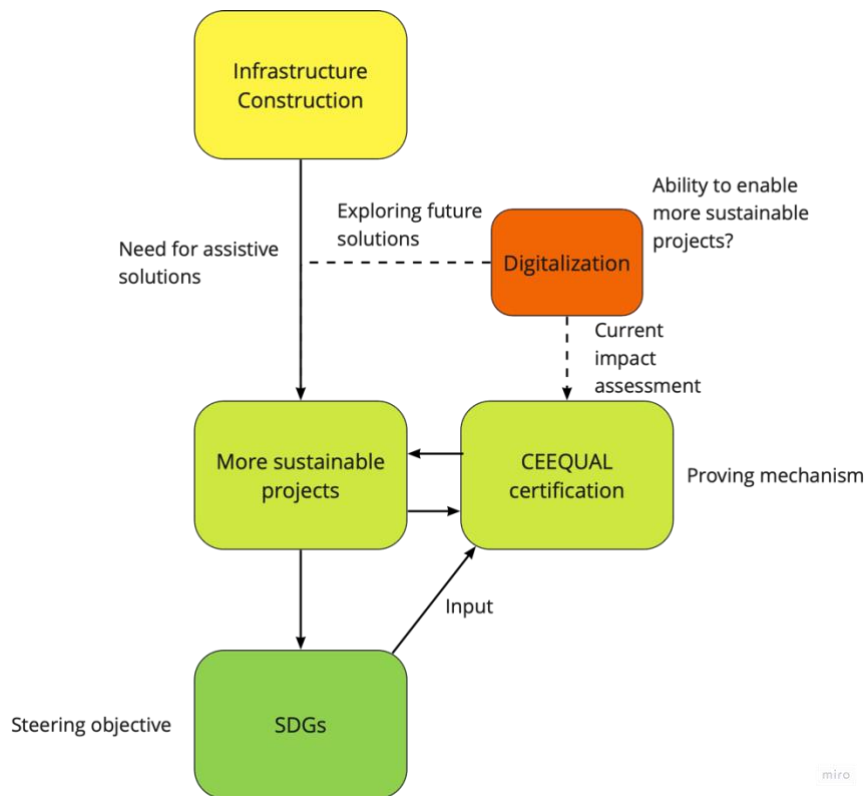 Infrastructure
Construction
Exploring future
solutions
Ability to enable
more sustainable
projects?
Need for assistive
solutions
Digitalization
Current
impact
assessment
More sustainable
projects
CEEQUAL
certification
Proving mechanism
Input
Steering objective
SDGs
miro